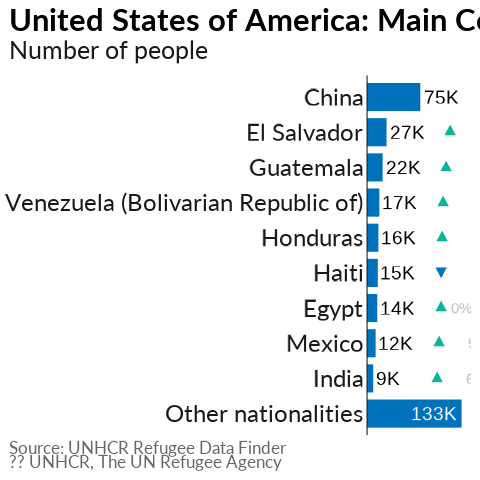 United States of America: Main
Number of people
China 75K
El Salvador 27K
Guatemala 22K
Venezuela (Bolivarian Republic of) 17K
Honduras 16K
Haiti 15K
Egypt 14K 0%
Mexico 12K
India 9K
Other nationalities 133K
Source: UNHCR Refugee Data Finder
?? UNHCR, The UN Refugee Agency